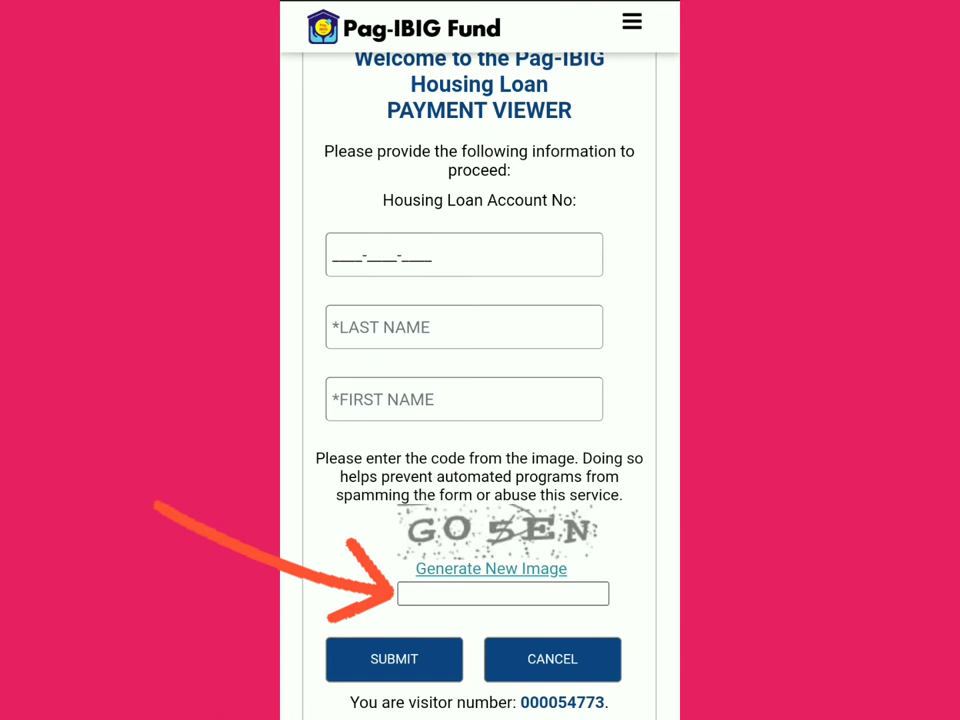 Pag-IBIG Fund
Welcome to the Pag-IBIG
Housing Loan
PAYMENT VIEWER
Please provide the following information to
proceed:
Housing Loan Account No:
____-____-____
*LAST NAME
*FIRST NAME
Please enter the code from the image. Doing so
helps prevent automated programs from
spamming the form or abuse this service.
GO 5EN
Generate New Image
SUBMIT CANCEL
You are visitor number: 000054773.